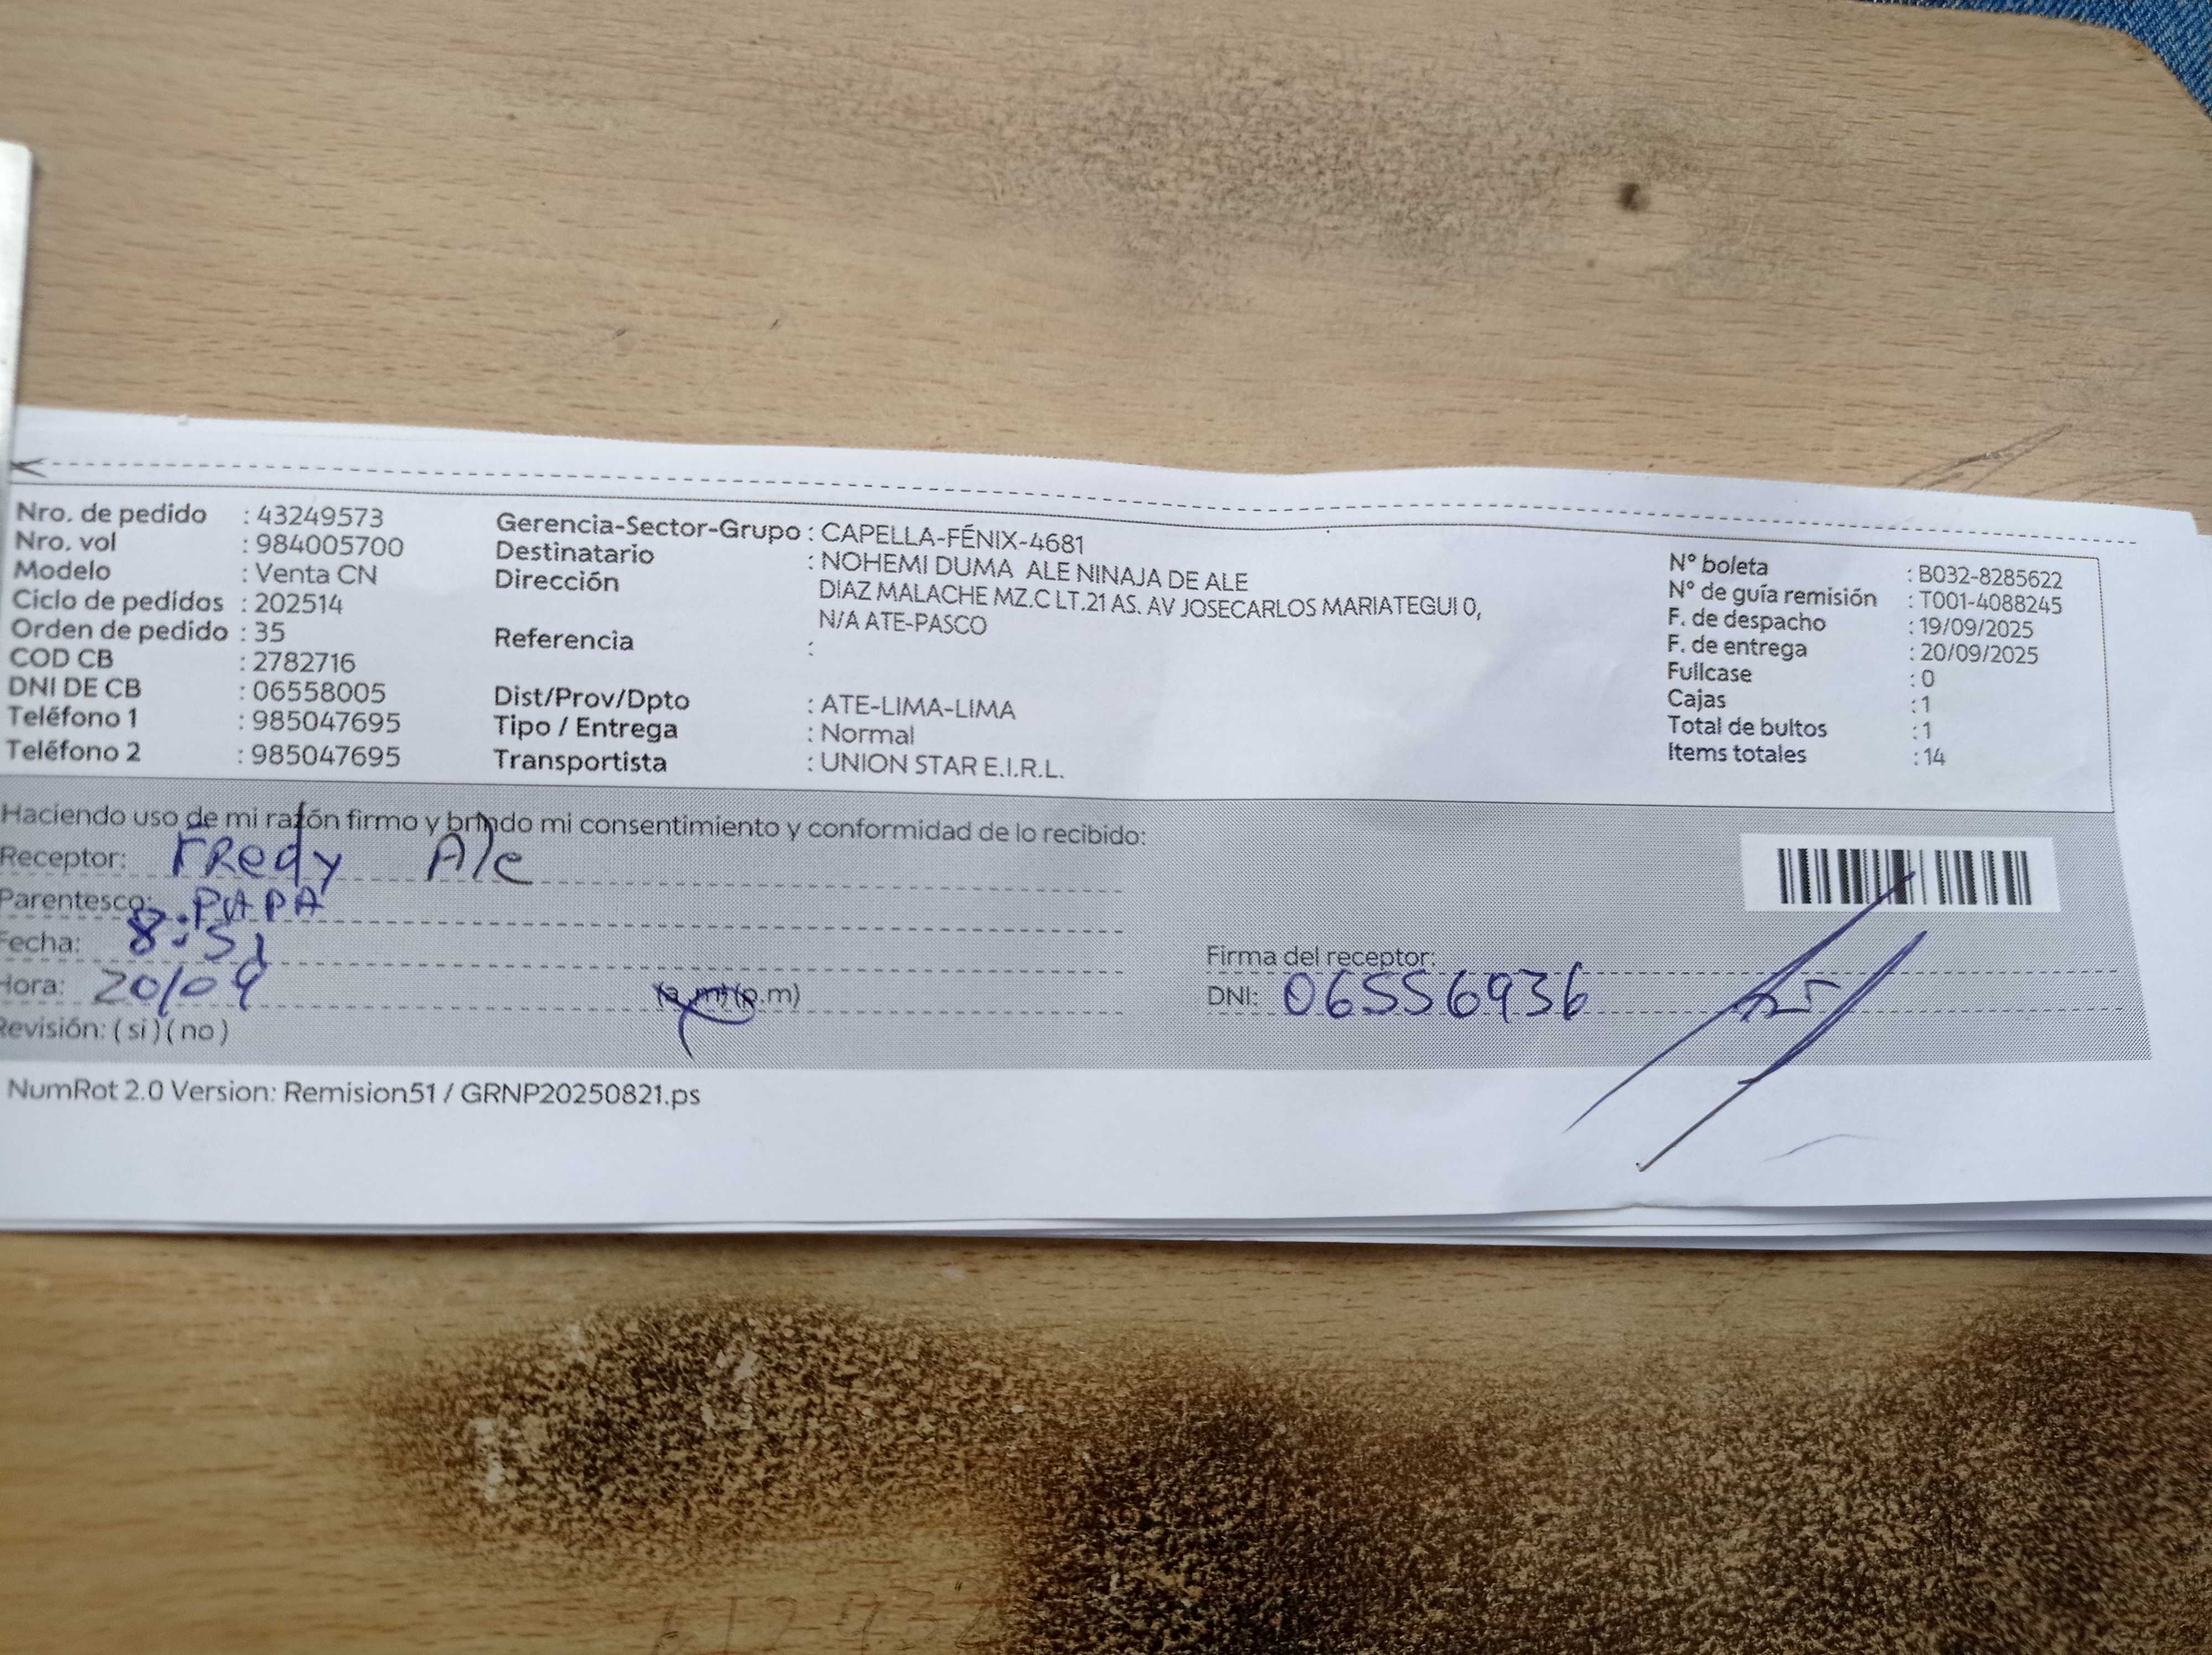 Nro. de pedido : 43249573
Nro. vol : 984005700
Modelo : Venta CN
Ciclo de pedidos : 202514
Orden de pedido : 35
COD CB : 2782716
DNI DE CB : 06558005
Teléfono 1 : 985047695
Teléfono 2 : 985047695
Gerencia-Sector-Grupo : CAPELLA-FÉNIX-4681
Destinatario : NOHEMI DUMA ALE NINAJA DE ALE
Dirección DIAZ MALACHE MZ.C LT.21 AS. AV JOSECARLOS MARIATEGUI 0,
N/A ATE-PASCO
Referencia :
Dist/Prov/Dpto : ATE-LIMA-LIMA
Tipo / Entrega : Normal
Transportista : UNION STAR E.I.R.L.
N° boleta : B032-8285622
N° de guía remisión : T001-4088245
F. de despacho : 19/09/2025
F. de entrega : 20/09/2025
Fullcase : 0
Cajas : 1
Total de bultos : 1
Items totales : 14
Haciendo uso de mi razón firmo y brindo mi consentimiento y conformidad de lo recibido:
Receptor: FRedy Ale
Parentesco: PAPA
Fecha: 8:51
Hora: 20/09 (a.m)(p.m)
Revisión: ( si ) ( no )
Firma del receptor:
DNI: 06556936
NumRot 2.0 Version: Remision51 / GRNP20250821.ps